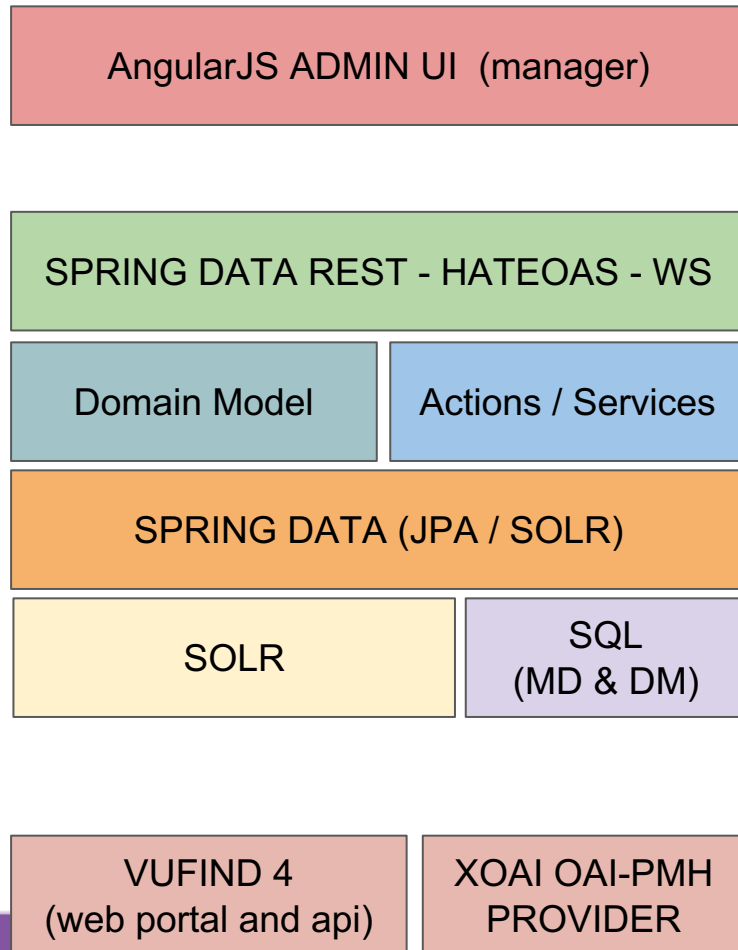 AngularJS ADMIN UI (manager)
SPRING DATA REST - HATEOAS - WS
Domain Model
Actions / Services
SPRING DATA (JPA / SOLR)
SOLR
SQL
(MD & DM)
VUFIND 4
(web portal and api)
XOAI OAI-PMH
PROVIDER